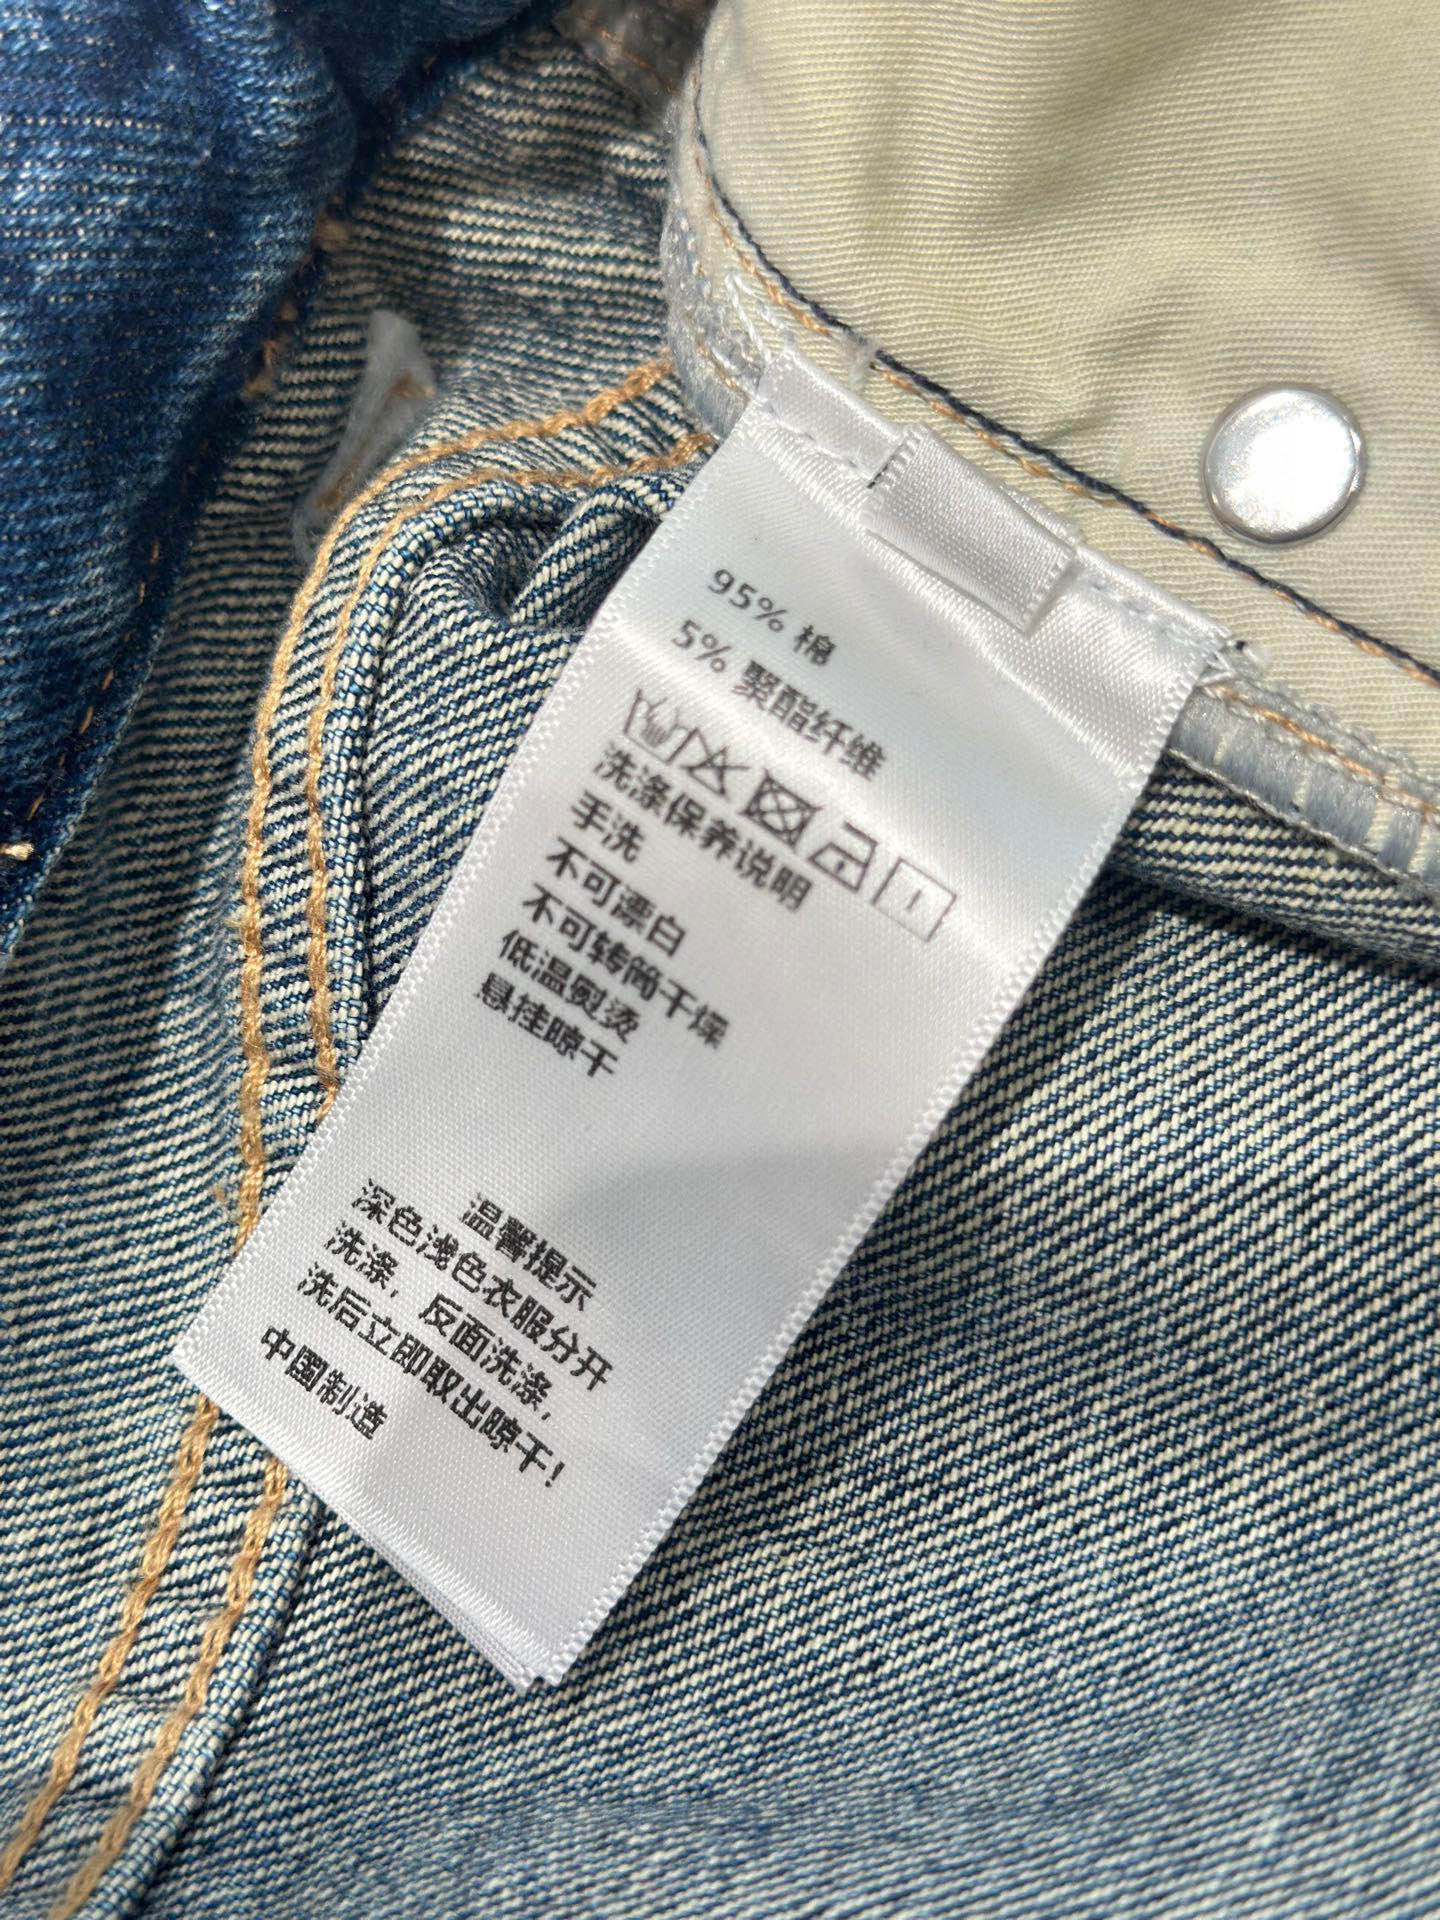 95% 棉
5% 聚酯纤维
洗涤保养说明
手洗
不可漂白
不可转筒干燥
低温熨烫
悬挂晾干
温馨提示
深色浅色衣服分开
洗涤，反面洗涤，
洗后立即取出晾干!
中國制造